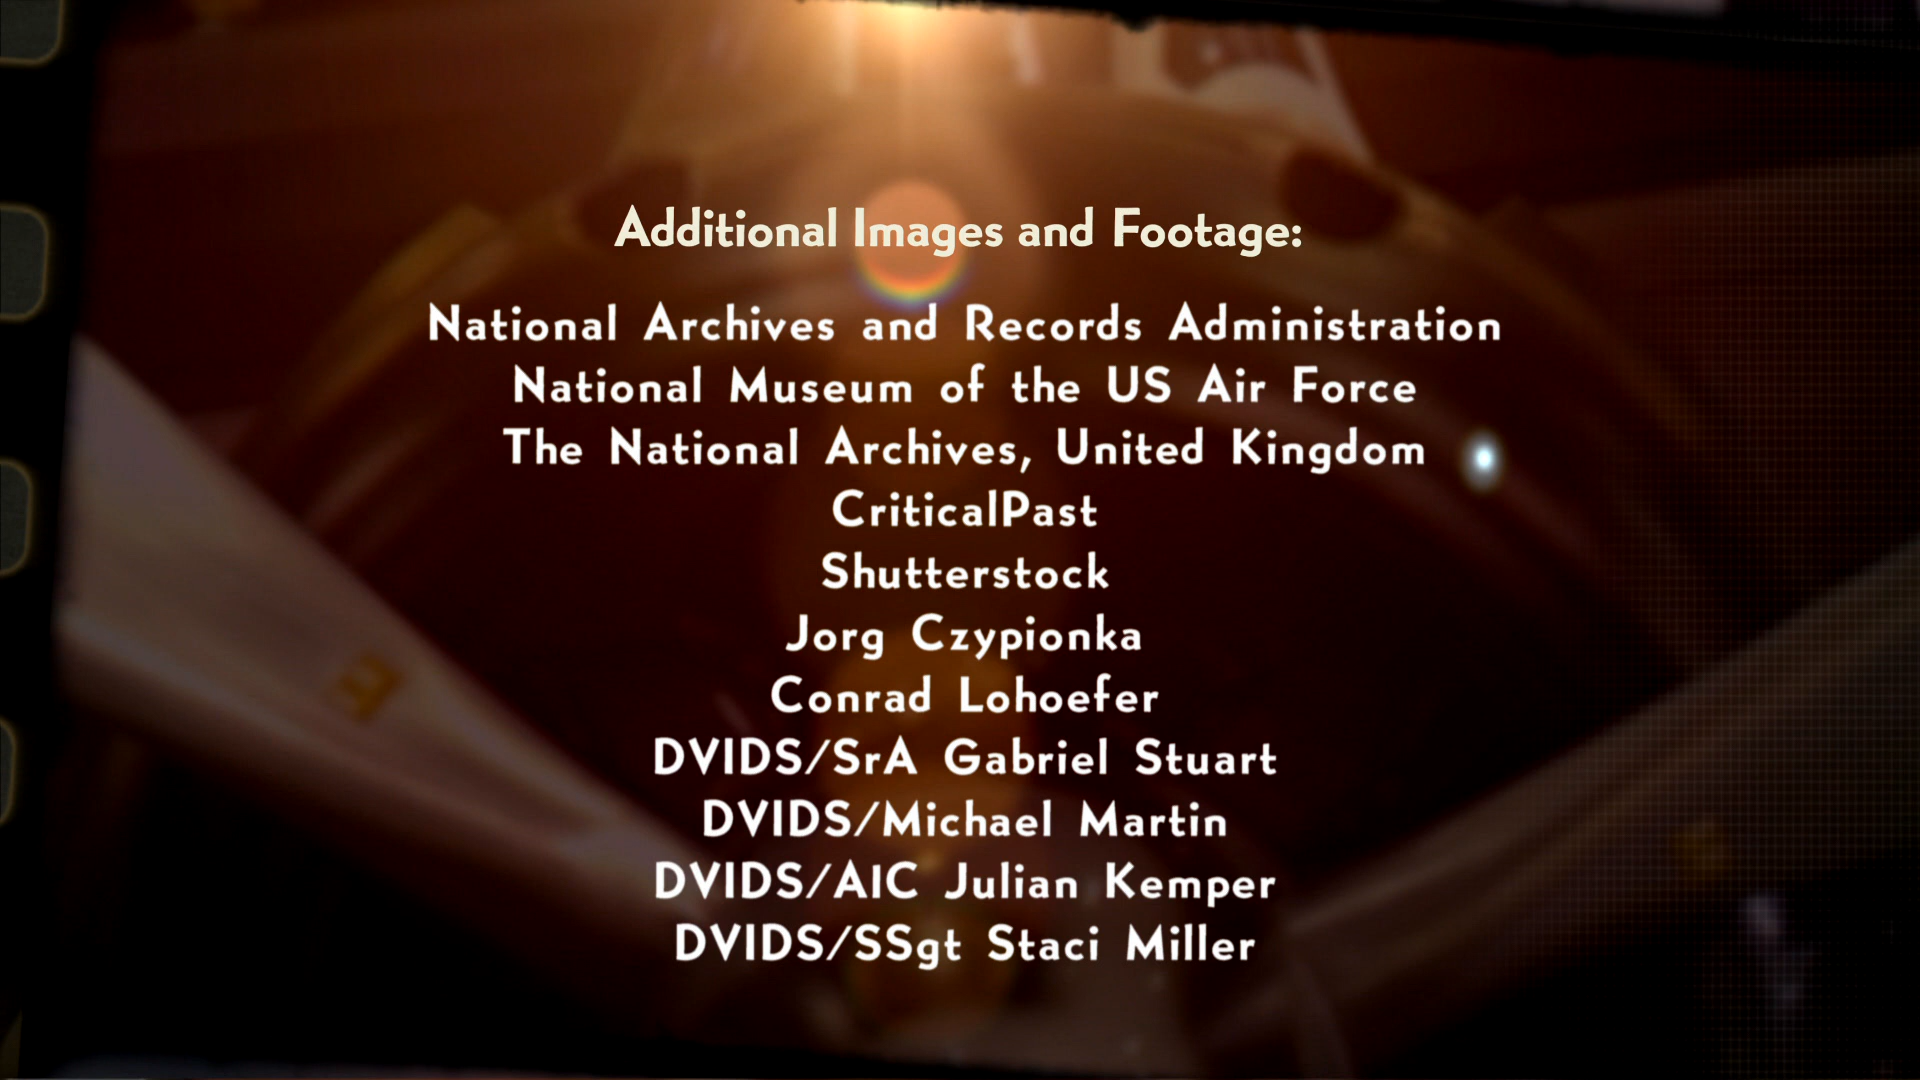 Additional Images and Footage:
National Archives and Records Administration
National Museum of the US Air Force
The National Archives, United Kingdom
CriticalPast
Shutterstock
Jorg Czypionka
Conrad Lohoefer
DVIDS/SrA Gabriel Stuart
DVIDS/Michael Martin
DVIDS/A1C Julian Kemper
DVIDS/SSgt Staci Miller